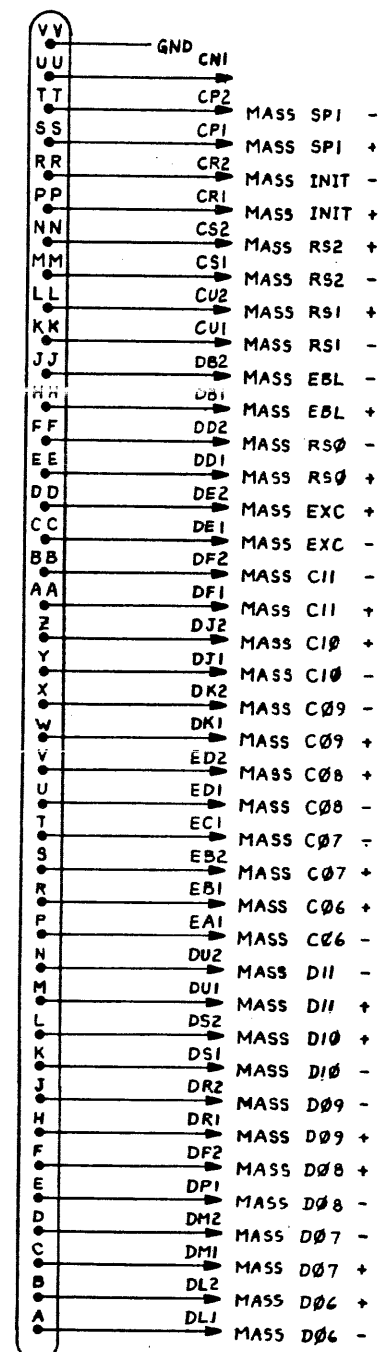 VV GND
UU CN1
TT CP2 MASS SP1 -
SS CP1 MASS SP1 +
RR CR2 MASS INIT -
PP CR1 MASS INIT +
NN CS2 MASS RS2 +
MM CS1 MASS RS2 -
LL CU2 MASS RS1 +
KK CU1 MASS RS1 -
JJ DB2 MASS EBL -
HH DB1 MASS EBL +
FF DD2 MASS RSØ -
EE DD1 MASS RSØ +
DD DE2 MASS EXC +
CC DE1 MASS EXC -
BB DF2 MASS C11 -
AA DF1 MASS C11 +
Z DJ2 MASS C1Ø +
Y DJ1 MASS C1Ø -
X DK2 MASS CØ9 -
W DK1 MASS CØ9 +
V ED2 MASS CØ8 +
U ED1 MASS CØ8 -
T EC1 MASS CØ7 -
S EB2 MASS CØ7 +
R EB1 MASS CØ6 +
P EA1 MASS CØ6 -
N DU2 MASS D11 -
M DU1 MASS D11 +
L DS2 MASS D1Ø +
K DS1 MASS D1Ø -
J DR2 MASS DØ9 -
H DR1 MASS DØ9 +
F DF2 MASS DØ8 +
E DP1 MASS DØ8 -
D DM2 MASS DØ7 -
C DM1 MASS DØ7 +
B DL2 MASS DØ6 +
A DL1 MASS DØ6 -